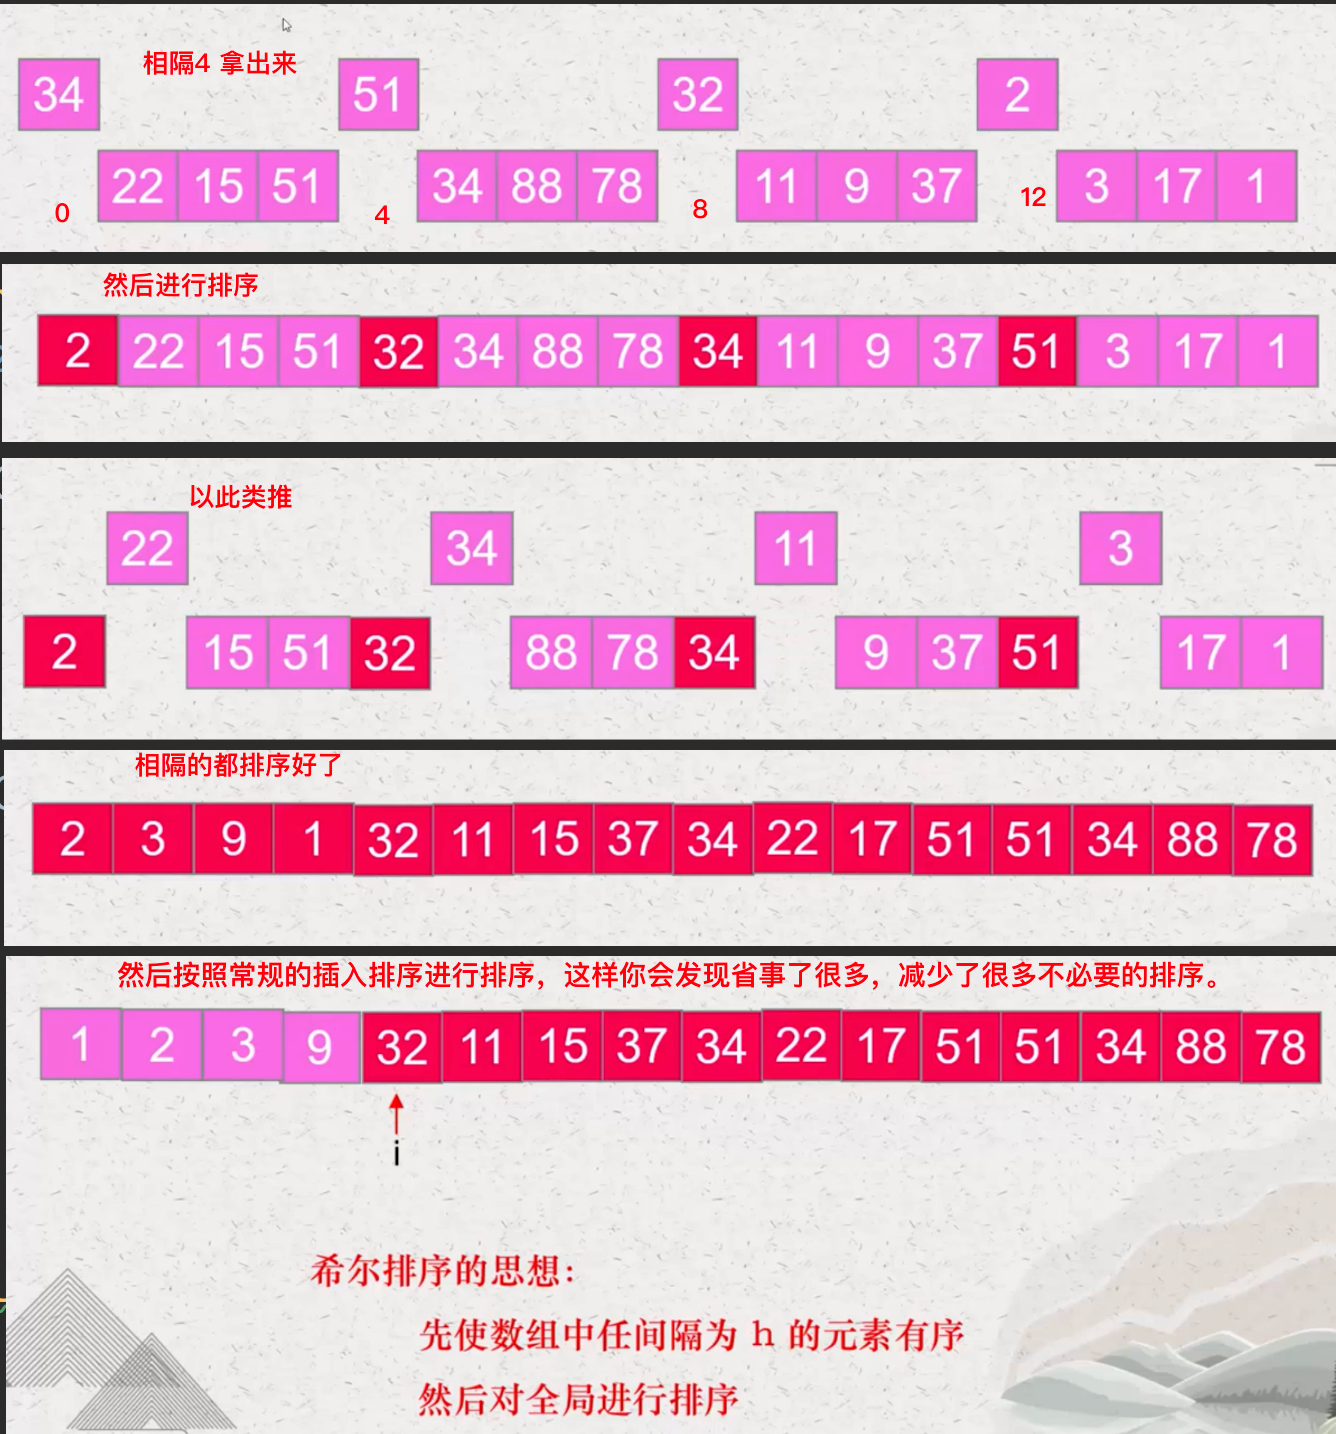 相隔4 拿出来
34 51 32 2
22 15 51 34 88 78 11 9 37 3 17 1
0 4 8 12
然后进行排序
2 22 15 51 32 34 88 78 34 11 9 37 51 3 17 1
以此类推
22 34 11 3
2 15 51 32 88 78 34 9 37 51 17 1
相隔的都排序好了
2 3 9 1 32 11 15 37 34 22 17 51 51 34 88 78
然后按照常规的插入排序进行排序，这样你会发现省事了很多，减少了很多不必要的排序。
1 2 3 9 32 11 15 37 34 22 17 51 51 34 88 78
i
希尔排序的思想：
先使数组中任间隔为 h 的元素有序
然后对全局进行排序